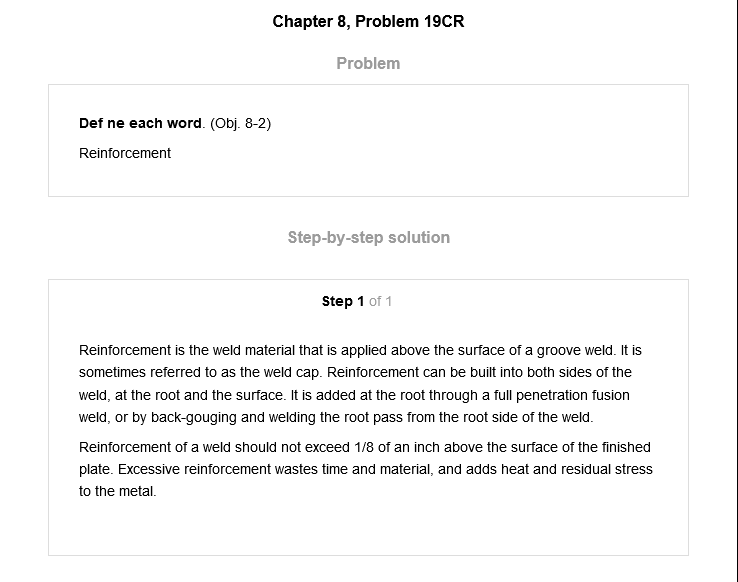 Chapter 8, Problem 19CR
Problem
Def ne each word. (Obj. 8-2)
Reinforcement
Step-by-step solution
Step 1 of 1
Reinforcement is the weld material that is applied above the surface of a groove weld. It is
sometimes referred to as the weld cap. Reinforcement can be built into both sides of the
weld, at the root and the surface. It is added at the root through a full penetration fusion
weld, or by back-gouging and welding the root pass from the root side of the weld.
Reinforcement of a weld should not exceed 1/8 of an inch above the surface of the finished
plate. Excessive reinforcement wastes time and material, and adds heat and residual stress
to the metal.